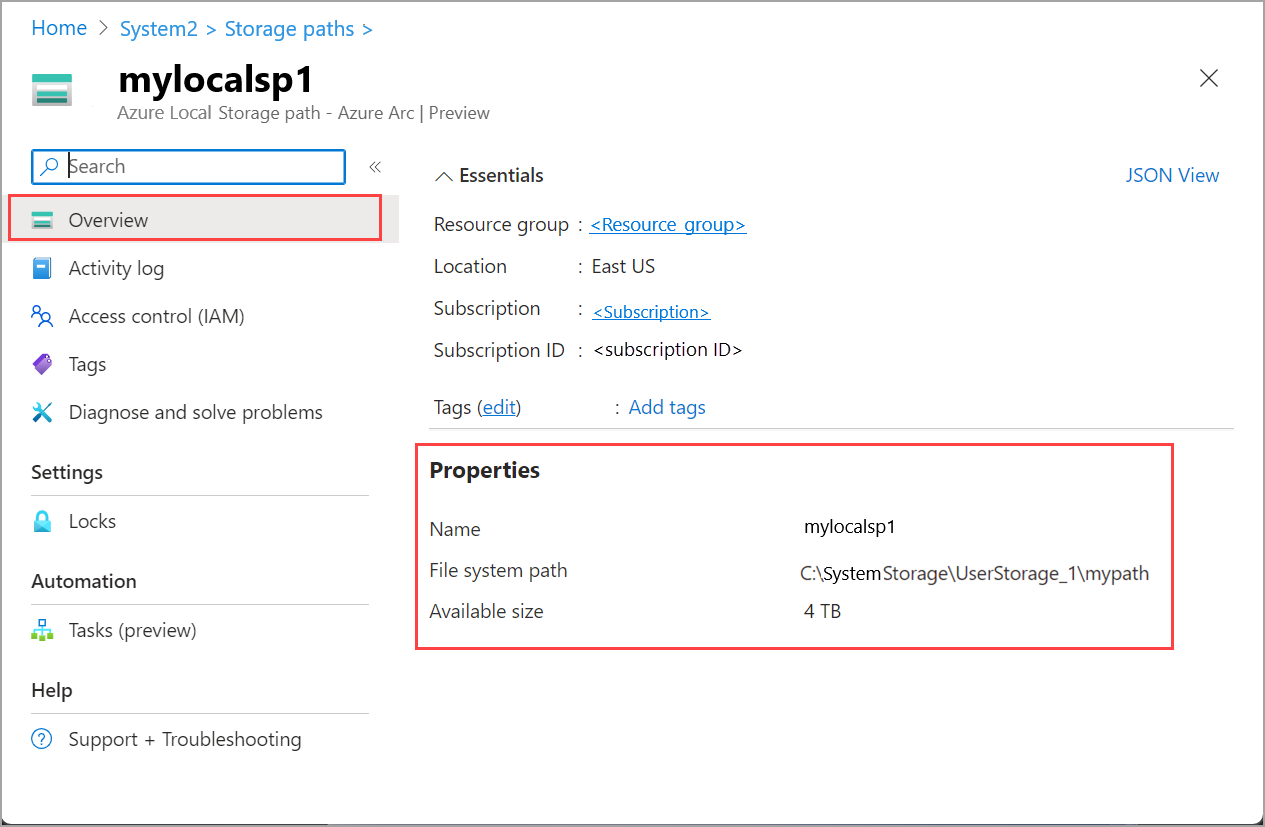 Home > System2 > Storage paths >
mylocalsp1
Azure Local Storage path - Azure Arc | Preview
Search
«
Overview
Activity log
Access control (IAM)
Tags
Diagnose and solve problems
Settings
Locks
Automation
Tasks (preview)
Help
Support + Troubleshooting
Essentials
JSON View
Resource group : <Resource group>
Location : East US
Subscription : <Subscription>
Subscription ID : <subscription ID>
Tags (edit) : Add tags
Properties
Name mylocalsp1
File system path C:\SystemStorage\UserStorage_1\mypath
Available size 4 TB